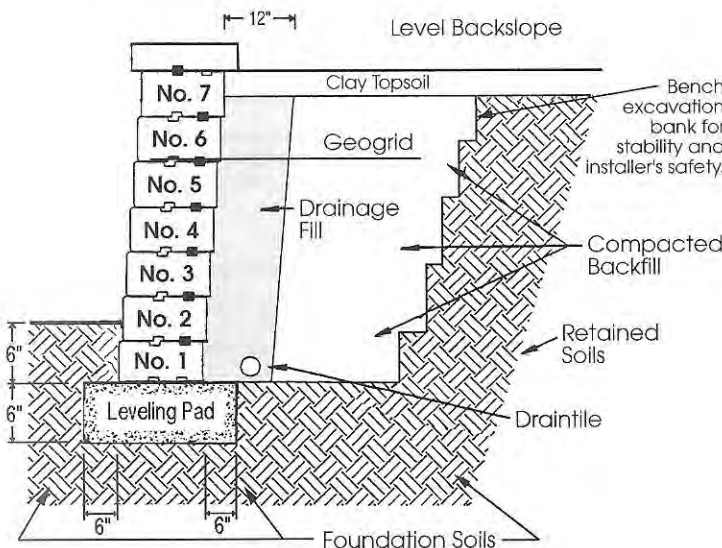 12"
Level Backslope
Clay Topsoil
No. 7
Bench
excavation
bank for
stability and
installer's safety.
No. 6
Geogrid
No. 5
Drainage
Fill
No. 4
Compacted
Backfill
No. 3
No. 2
Retained
Soils
6"
No. 1
6"
Leveling Pad
Draintile
6"
6"
Foundation Soils